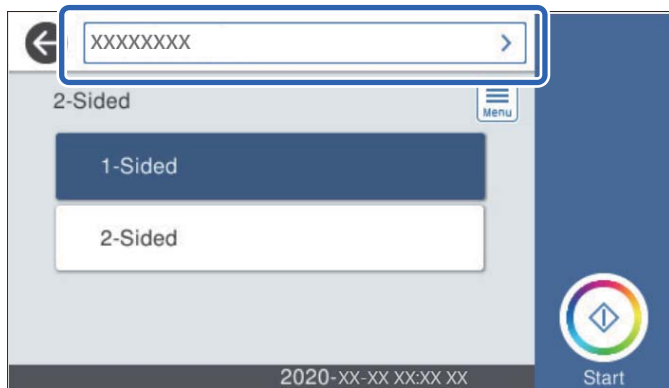 XXXXXXXX
2-Sided
Menu
1-Sided
2-Sided
2020-XX-XX XX:XX XX
Start